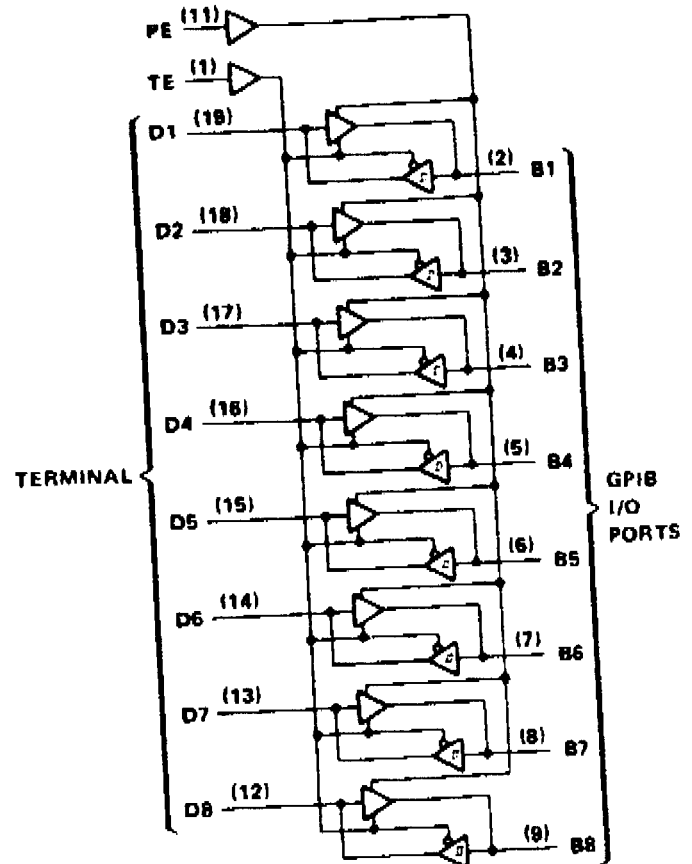 PE (11)
TE (1)
D1 (19)
(2) B1
D2 (18)
(3) B2
D3 (17)
(4) B3
D4 (16)
(5) B4
TERMINAL
GPIB
I/O
PORTS
D5 (15)
(6) B5
D6 (14)
(7) B6
D7 (13)
(8) B7
D8 (12)
(9) B8